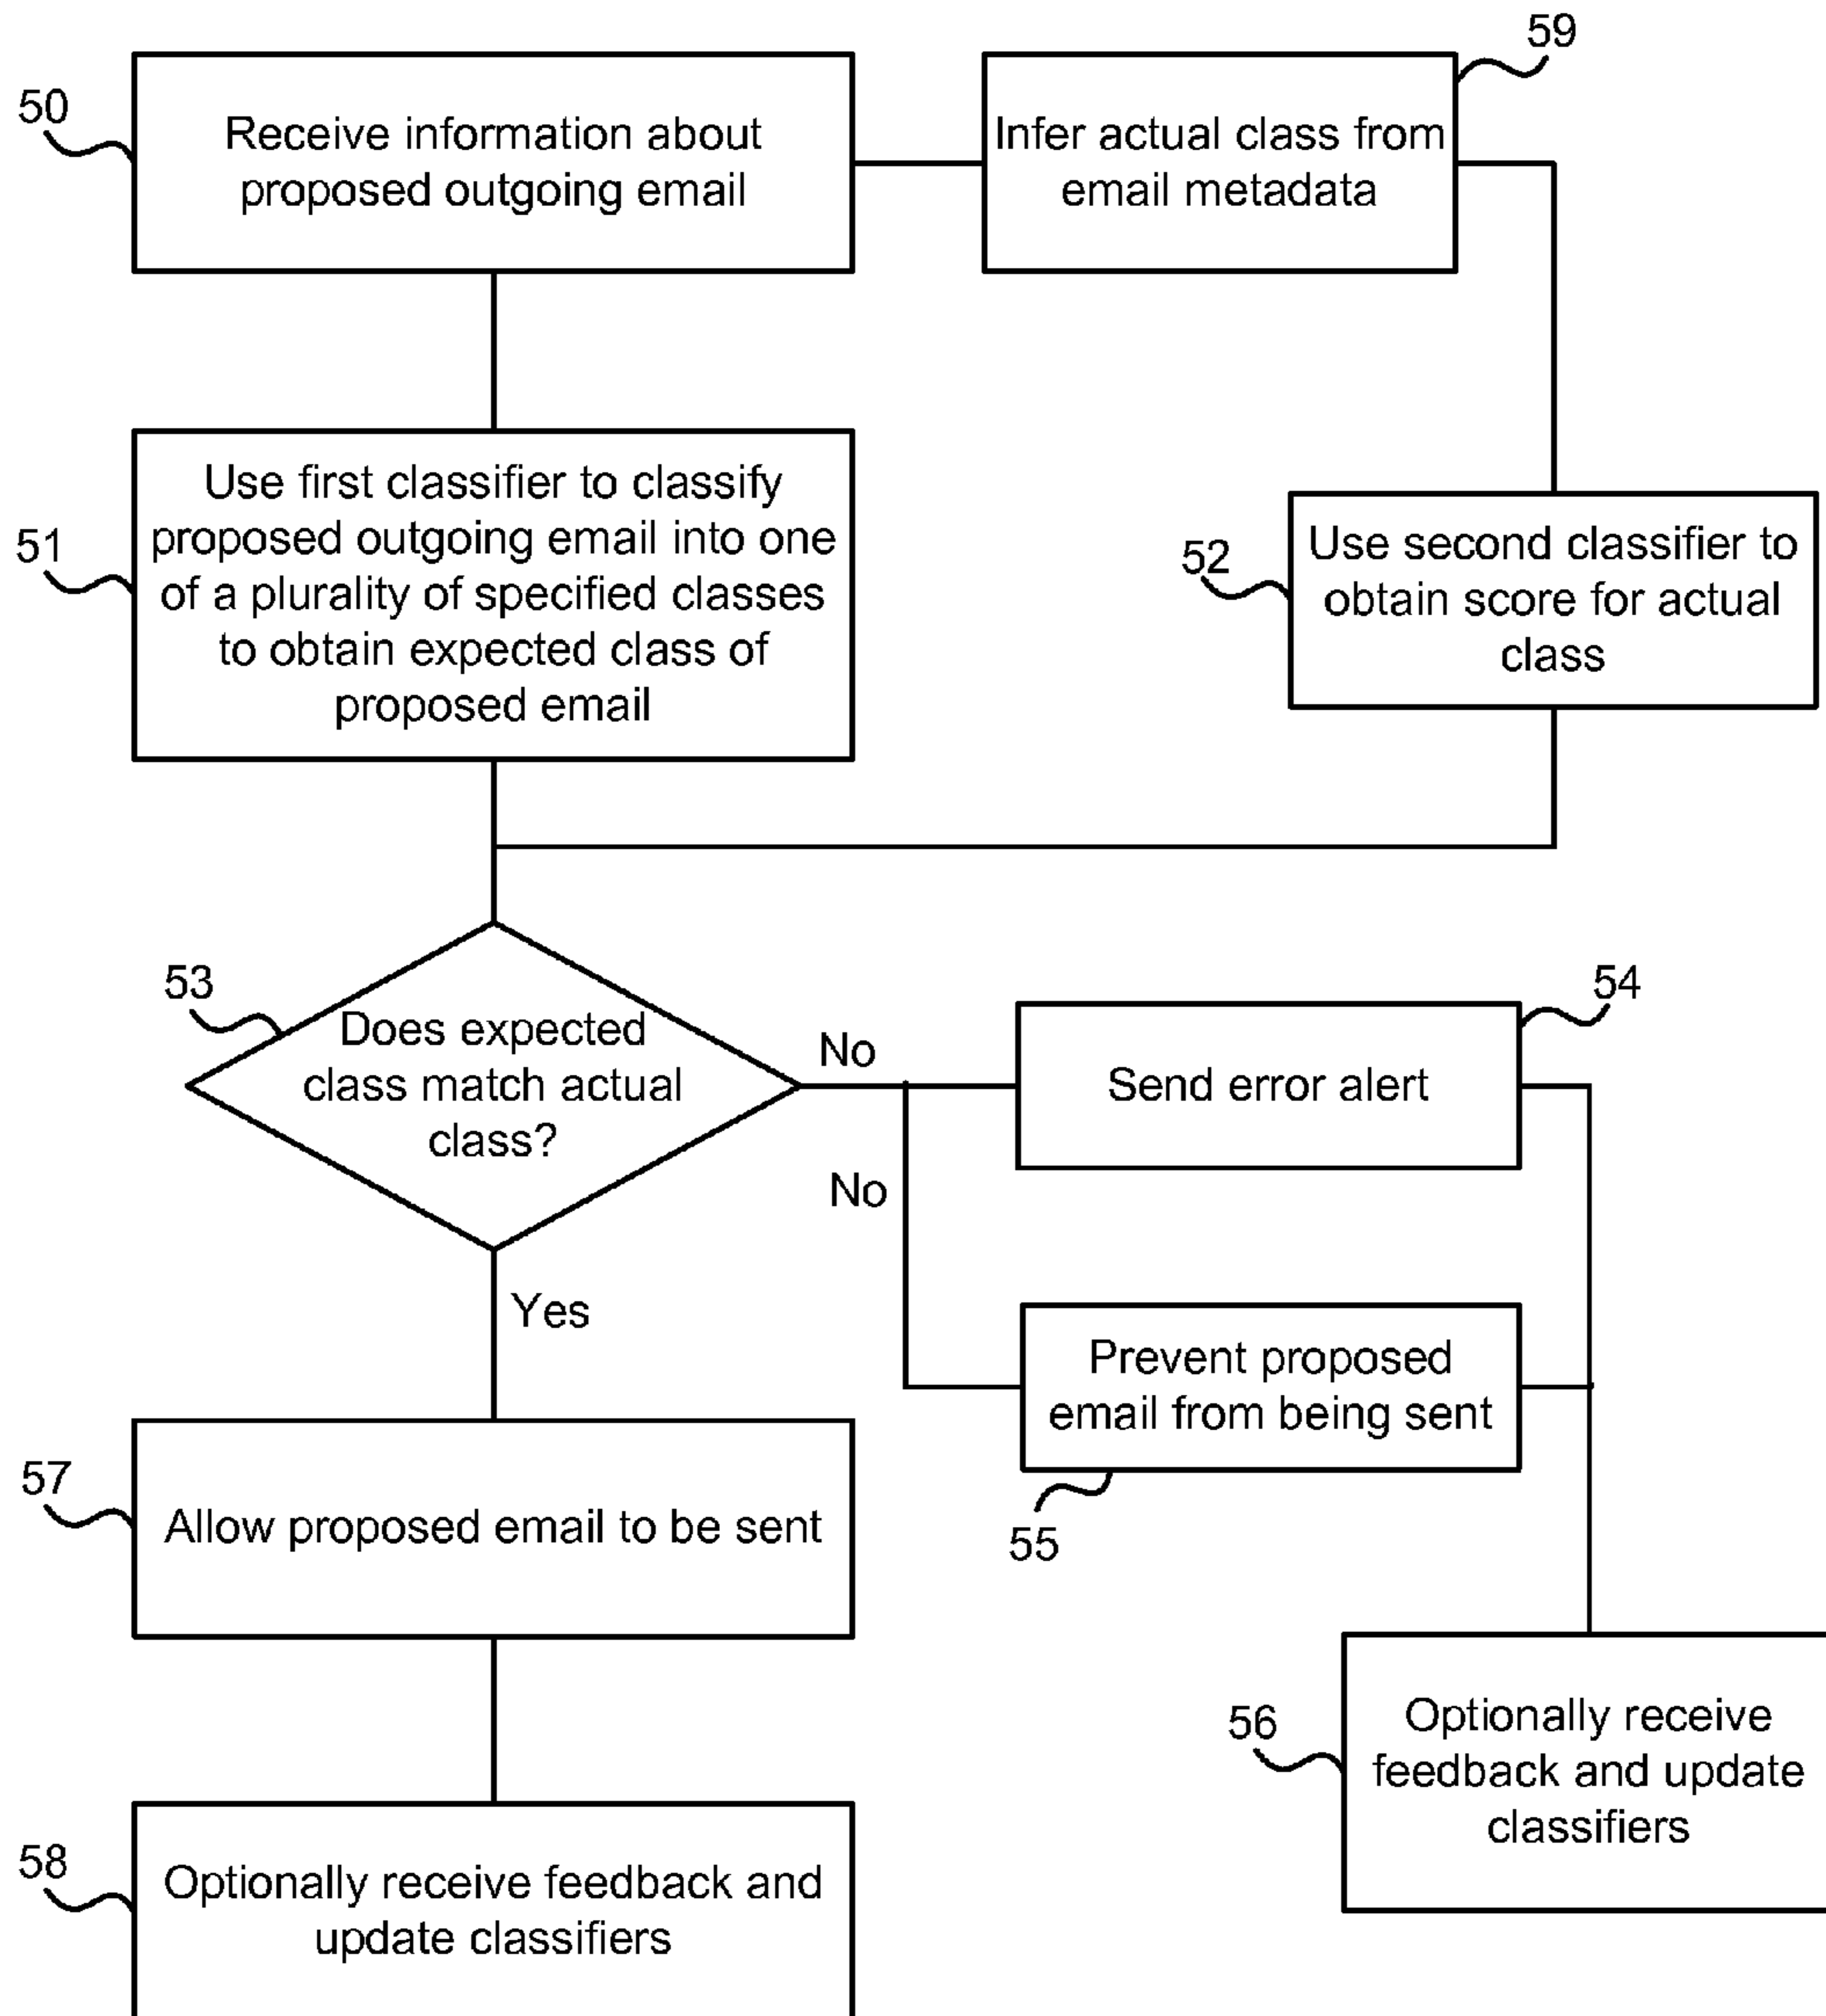 59
50
Receive information about
proposed outgoing email
Infer actual class from
email metadata
51
Use first classifier to classify
proposed outgoing email into one
of a plurality of specified classes
to obtain expected class of
proposed email
52
Use second classifier to
obtain score for actual
class
53
Does expected
class match actual
class?
No
54
Send error alert
No
Yes
Prevent proposed
email from being sent
55
57
Allow proposed email to be sent
56
Optionally receive
feedback and update
classifiers
58
Optionally receive feedback and
update classifiers